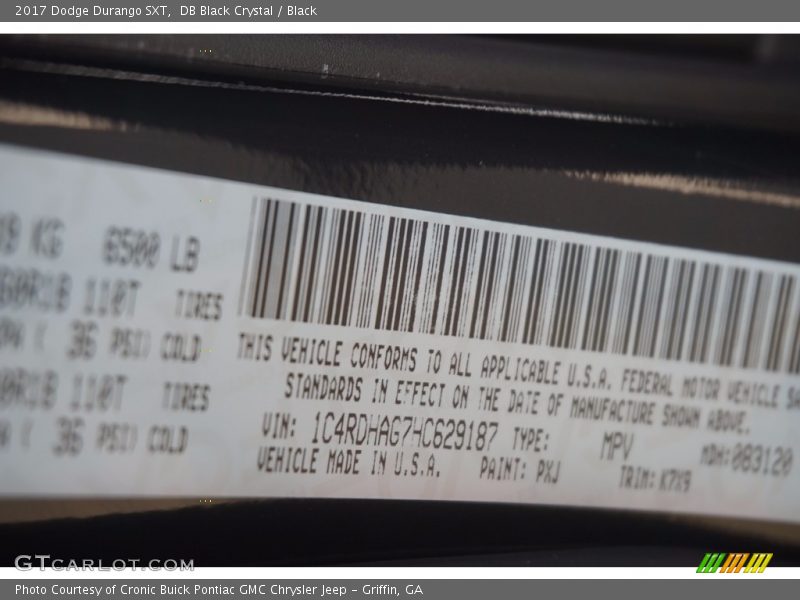 2017 Dodge Durango SXT,  DB Black Crystal / Black
KG 6500 LB
110T TIRES
36 PSI) COLD
110T TIRES
36 PSI) COLD
THIS VEHICLE CONFORMS TO ALL APPLICABLE U.S.A. FEDERAL MOTOR VEHICLE
STANDARDS IN EFFECT ON THE DATE OF MANUFACTURE SHOWN ABOVE.
VIN: 1C4RDHAG7HC629187 TYPE: MPV MDH:083120
VEHICLE MADE IN U.S.A. PAINT: PXJ TRIM: K7X9
GTCARLOT.COM
Photo Courtesy of Cronic Buick Pontiac GMC Chrysler Jeep - Griffin, GA